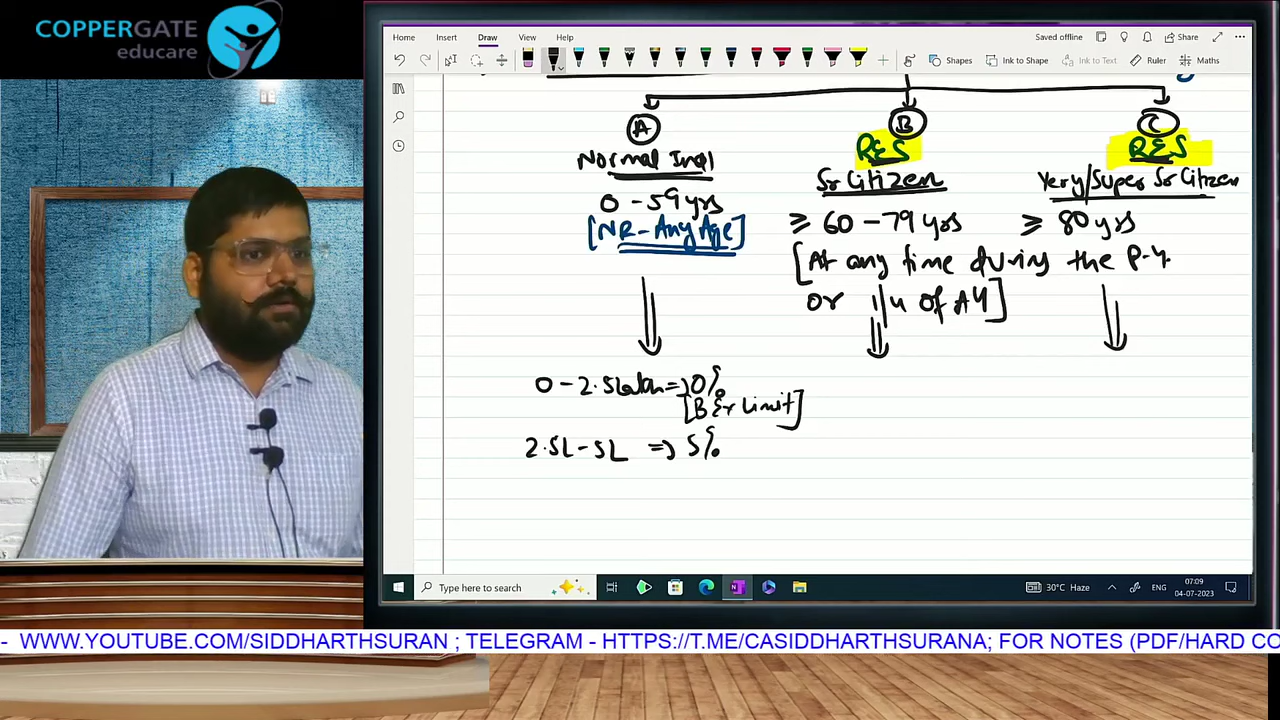 COPPERGATE
educare
Home Insert Draw View Help
Saved offline
Share
Shapes
Ink to Shape
Ink to Text
Ruler
Maths
A
B
C
Normal Indl
RES
RES
Sr Citizen
Very/Super Sr Citizen
0 - 59 yrs
≥ 60 - 79 yrs
≥ 80 yrs
[NR - Any Age]
[At any time during the P.Y.
or 1/4 of AY]
0 - 2.5 => 0%
[B Ex Limit]
2.5L - 5L => 5%
Type here to search
30°C Haze
ENG
07:09
04-07-2023
- WWW.YOUTUBE.COM/SIDDHARTHSURAN ; TELEGRAM - HTTPS://T.ME/CASIDDHARTHSURANA; FOR NOTES (PDF/HARD CO